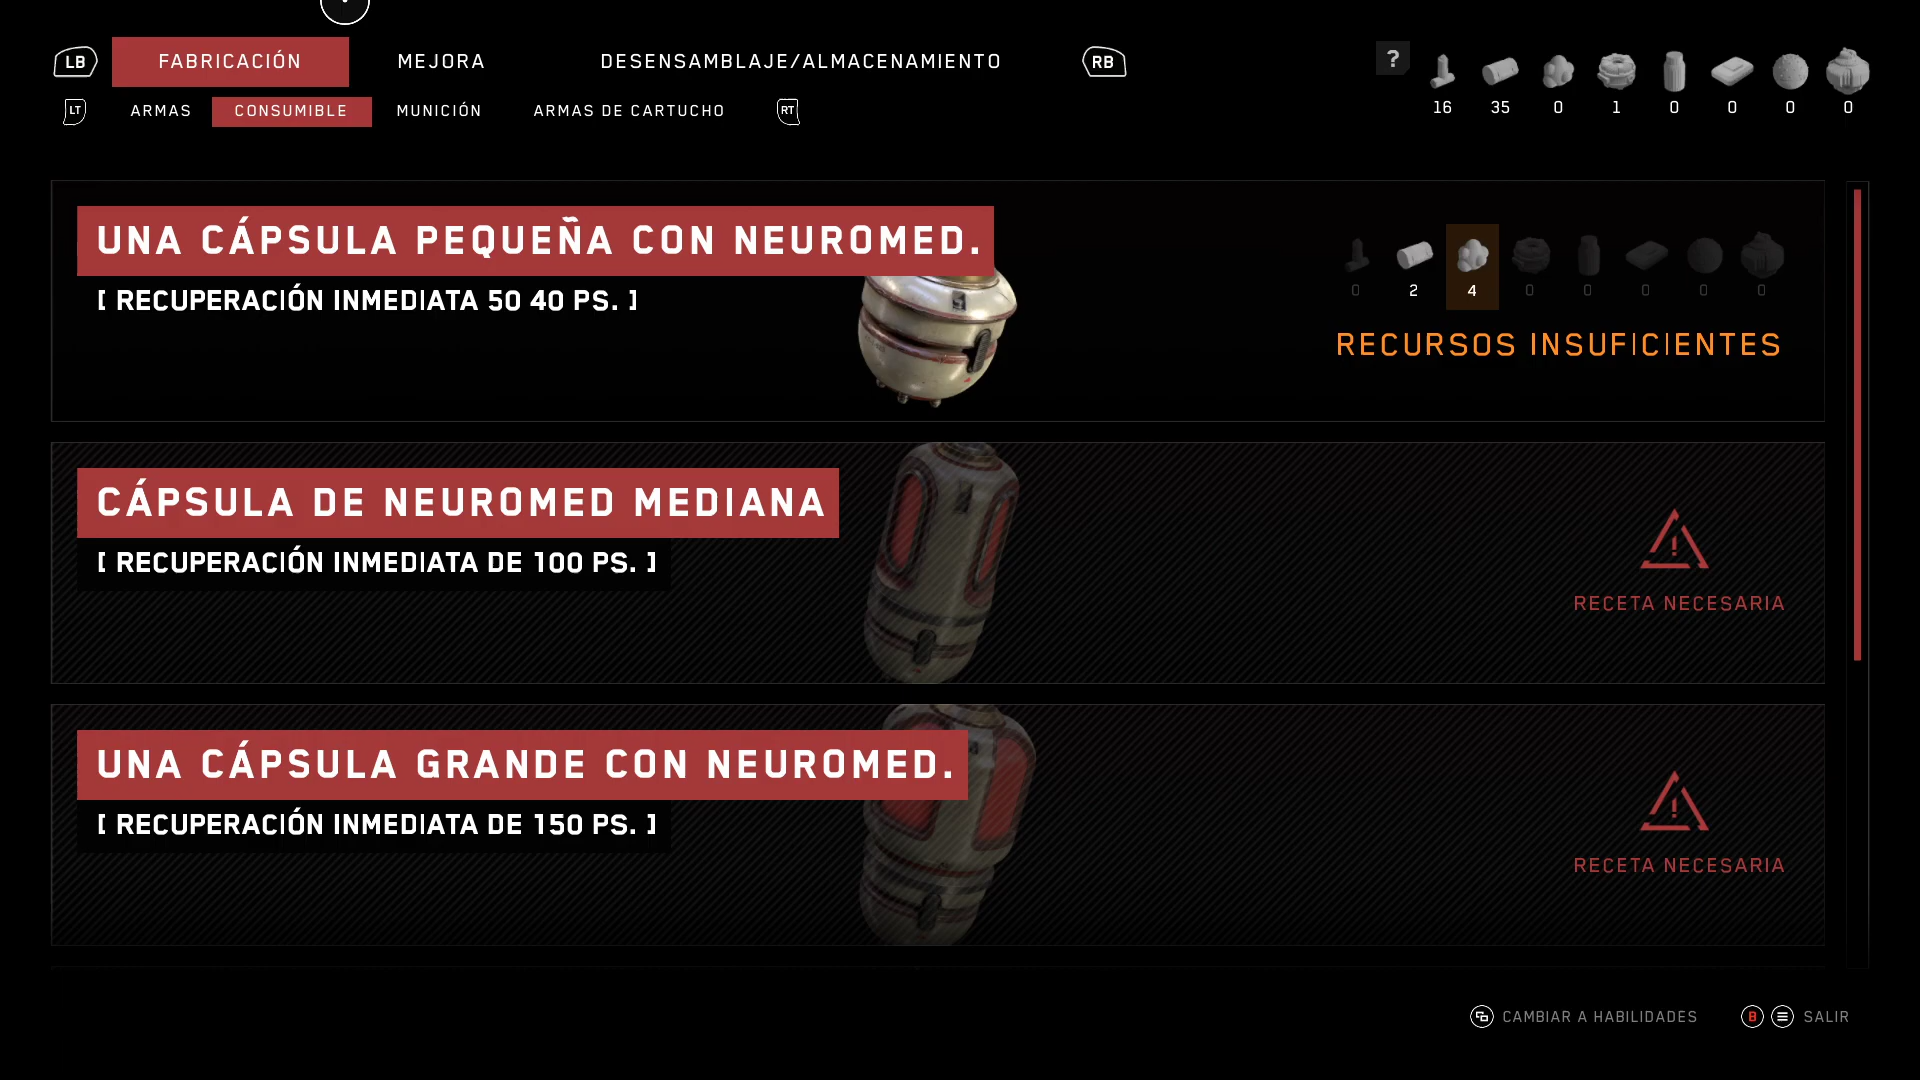 LB FABRICACIÓN MEJORA DESENSAMBLAJE/ALMACENAMIENTO RB
?
16 35 0 1 0 0 0 0
LT ARMAS CONSUMIBLE MUNICIÓN ARMAS DE CARTUCHO RT
UNA CÁPSULA PEQUEÑA CON NEUROMED.
[ RECUPERACIÓN INMEDIATA 50 40 PS. ]
0 2 4 0 0 0 0 0
RECURSOS INSUFICIENTES
CÁPSULA DE NEUROMED MEDIANA
[ RECUPERACIÓN INMEDIATA DE 100 PS. ]
RECETA NECESARIA
UNA CÁPSULA GRANDE CON NEUROMED.
[ RECUPERACIÓN INMEDIATA DE 150 PS. ]
RECETA NECESARIA
CAMBIAR A HABILIDADES B SALIR